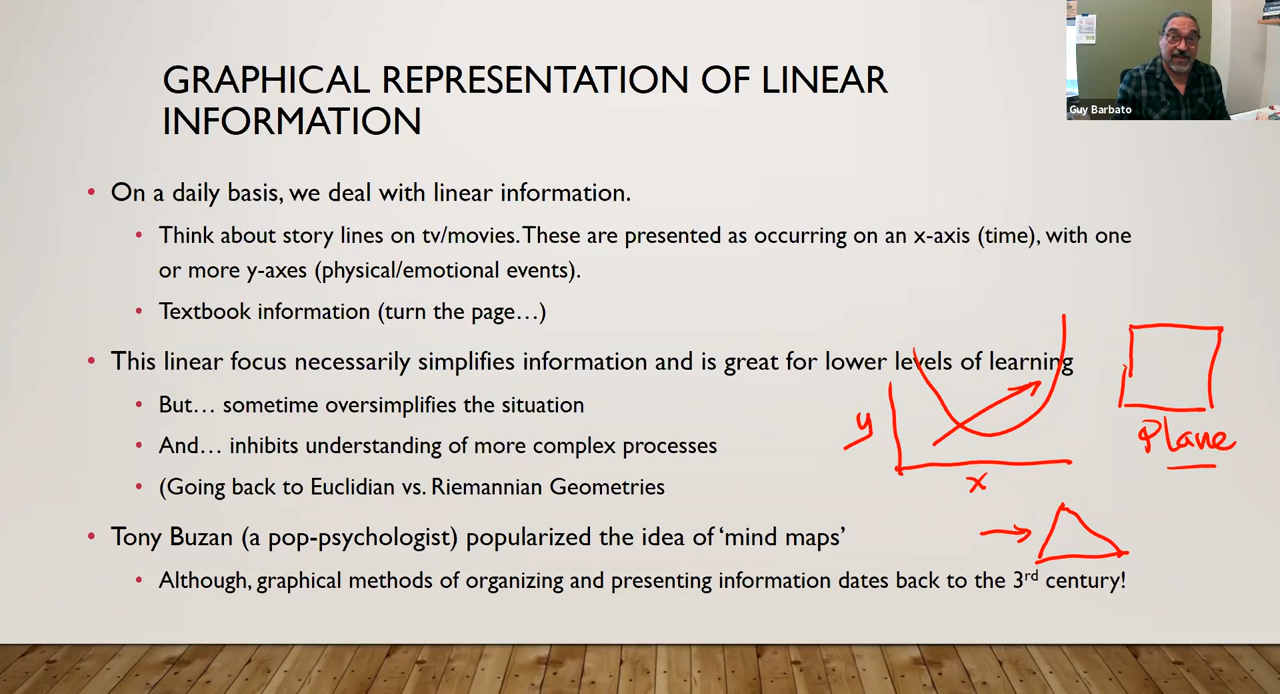 GRAPHICAL REPRESENTATION OF LINEAR
INFORMATION
Guy Barbato
• On a daily basis, we deal with linear information.
• Think about story lines on tv/movies. These are presented as occurring on an x-axis (time), with one
or more y-axes (physical/emotional events).
• Textbook information (turn the page…)
• This linear focus necessarily simplifies information and is great for lower levels of learning
• But… sometime oversimplifies the situation
• And… inhibits understanding of more complex processes
• (Going back to Euclidian vs. Riemannian Geometries
• Tony Buzan (a pop-psychologist) popularized the idea of ‘mind maps’
• Although, graphical methods of organizing and presenting information dates back to the 3rd century!
y
x
Plane